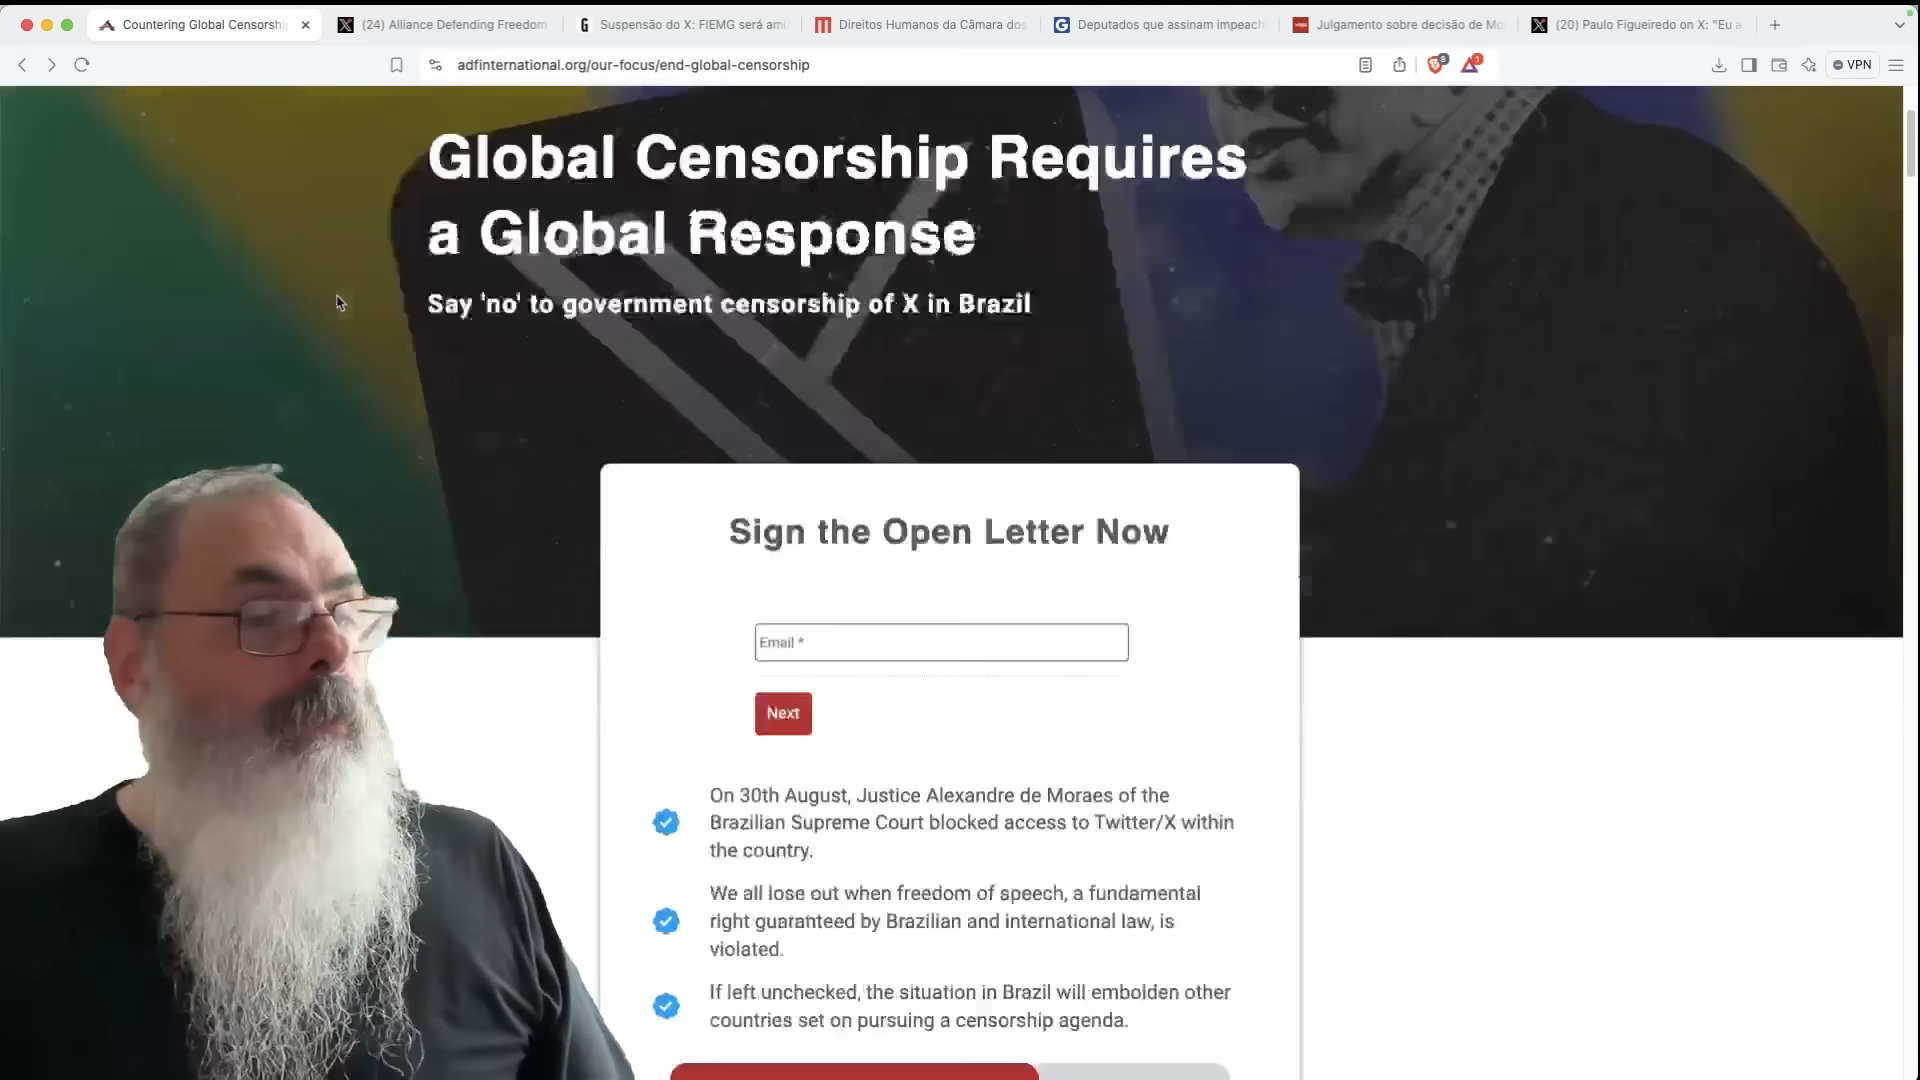 Countering Global Censorshi
(24) Alliance Defending Freedom
Suspensão do X: FIEMG será ami
Direitos Humanos da Câmara dos
Deputados que assinam impeach
Julgamento sobre decisão de Mo
(20) Paulo Figueiredo on X: "Eu a
adfinternational.org/our-focus/end-global-censorship
8
1
VPN
Global Censorship Requires
a Global Response
Say 'no' to government censorship of X in Brazil
Sign the Open Letter Now
Email *
Next
On 30th August, Justice Alexandre de Moraes of the
Brazilian Supreme Court blocked access to Twitter/X within
the country.
We all lose out when freedom of speech, a fundamental
right guaranteed by Brazilian and international law, is
violated.
If left unchecked, the situation in Brazil will embolden other
countries set on pursuing a censorship agenda.